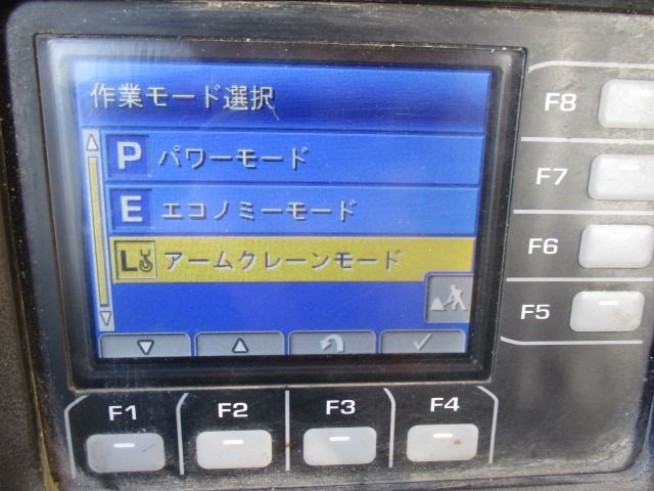 作業モード選択
P パワーモード
E エコノミーモード
L アームクレーンモード
F8
F7
F6
F5
F1 F2 F3 F4